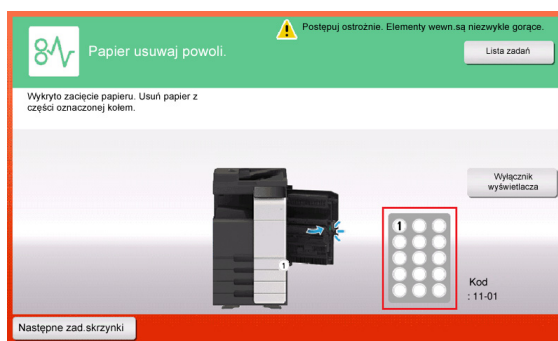 Postępuj ostrożnie. Elementy wewn.są niezwykle gorące.
Papier usuwaj powoli.
Lista zadań
Wykryto zacięcie papieru. Usuń papier z
części oznaczonej kołem.
Wyłącznik
wyświetlacza
1
1
Kod
: 11-01
Następne zad.skrzynki